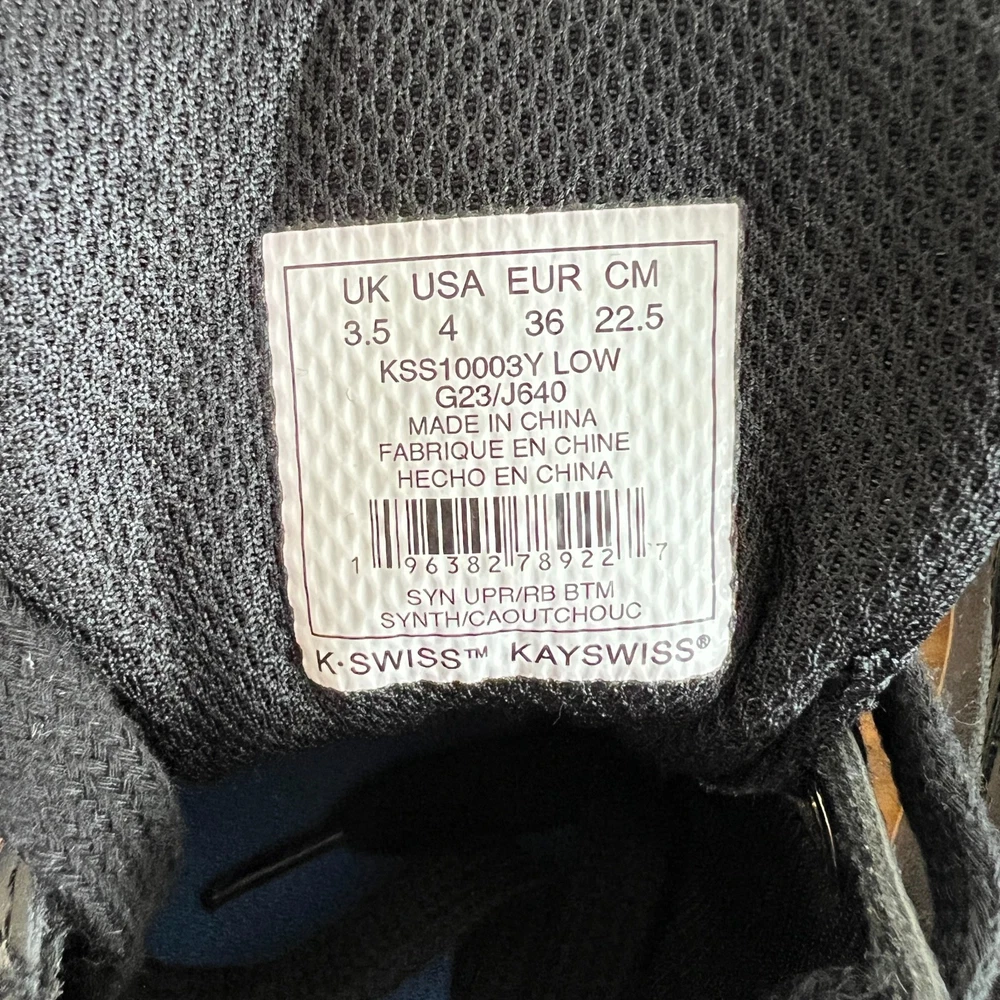 UK USA EUR CM
3.5 4 36 22.5
KSS10003Y LOW
G23/J640
MADE IN CHINA
FABRIQUE EN CHINE
HECHO EN CHINA
1 96382 78922 7
SYN UPR/RB BTM
SYNTH/CAOUTCHOUC
K·SWISS™ KAYSWISS®